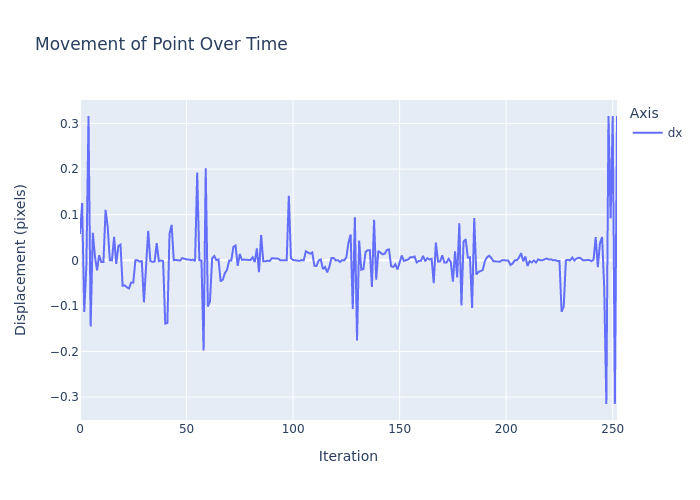 Movement of Point Over Time
Axis
dx
Displacement (pixels)
0.3
0.2
0.1
0
−0.1
−0.2
−0.3
0
50
100
150
200
250
Iteration